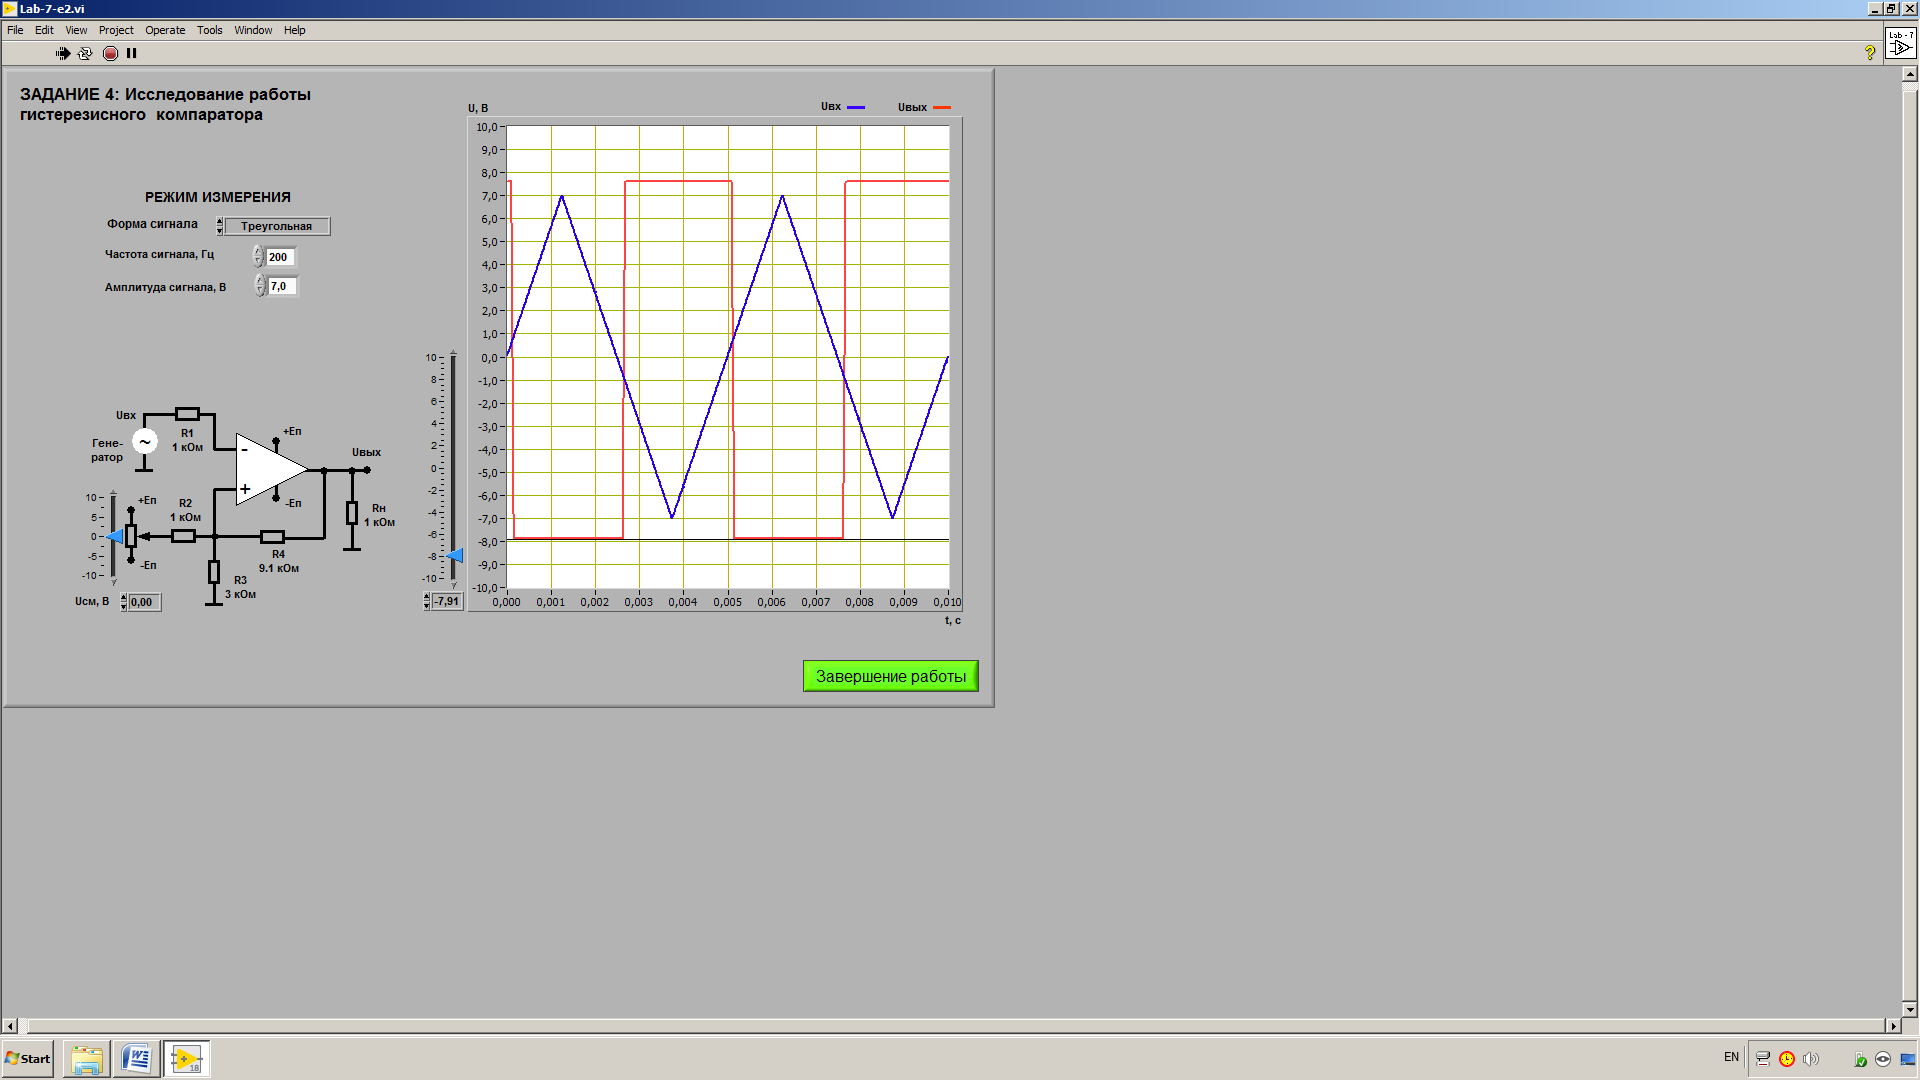 Lab-7-e2.vi
File Edit View Project Operate Tools Window Help
Lab - 7
ЗАДАНИЕ 4: Исследование работы
гистерезисного компаратора
U, В
Uвх
Uвых
РЕЖИМ ИЗМЕРЕНИЯ
Форма сигнала
Треугольная
Частота сигнала, Гц
200
Амплитуда сигнала, В
7,0
10,0
9,0
8,0
7,0
6,0
5,0
4,0
3,0
2,0
1,0
0,0
-1,0
-2,0
-3,0
-4,0
-5,0
-6,0
-7,0
-8,0
-9,0
-10,0
0,000 0,001 0,002 0,003 0,004 0,005 0,006 0,007 0,008 0,009 0,010
t, с
10
8
6
4
2
0
-2
-4
-6
-8
-10
-7,91
Uвх
Гене-
ратор
~
R1
1 кОм
+Еп
-
+
-Еп
Uвых
Rн
1 кОм
10
5
0
-5
-10
+Еп
-Еп
R2
1 кОм
R4
9.1 кОм
R3
3 кОм
Uсм, В
0,00
Завершение работы
Start
18
EN